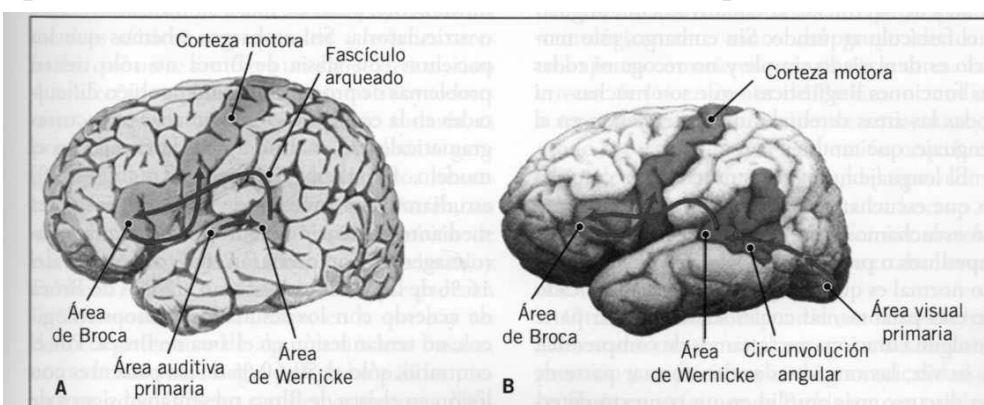 Corteza motora
Fascículo
arqueado
Área
de Broca
Área auditiva
primaria
Área
de Wernicke
A
Corteza motora
Área
de Broca
Área
de Wernicke
Circunvolución
angular
Área visual
primaria
B